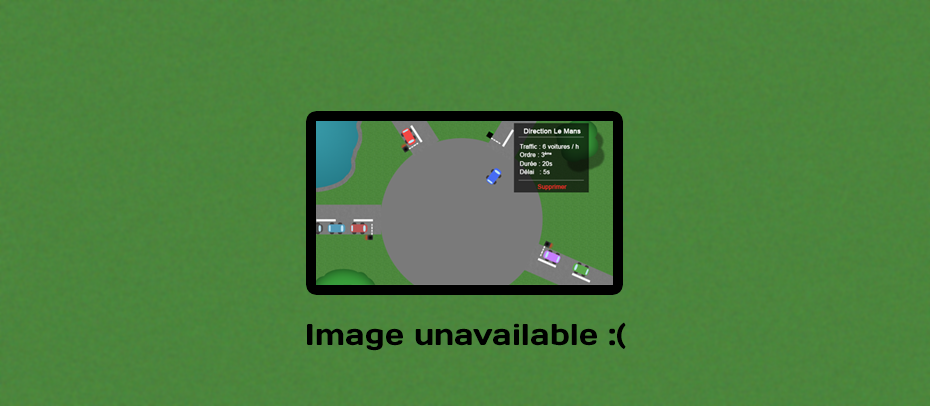 Direction Le Mans
Traffic : 6 voitures / h
Ordre : 3ème
Durée : 20s
Délai : 5s
Supprimer
Image unavailable :(